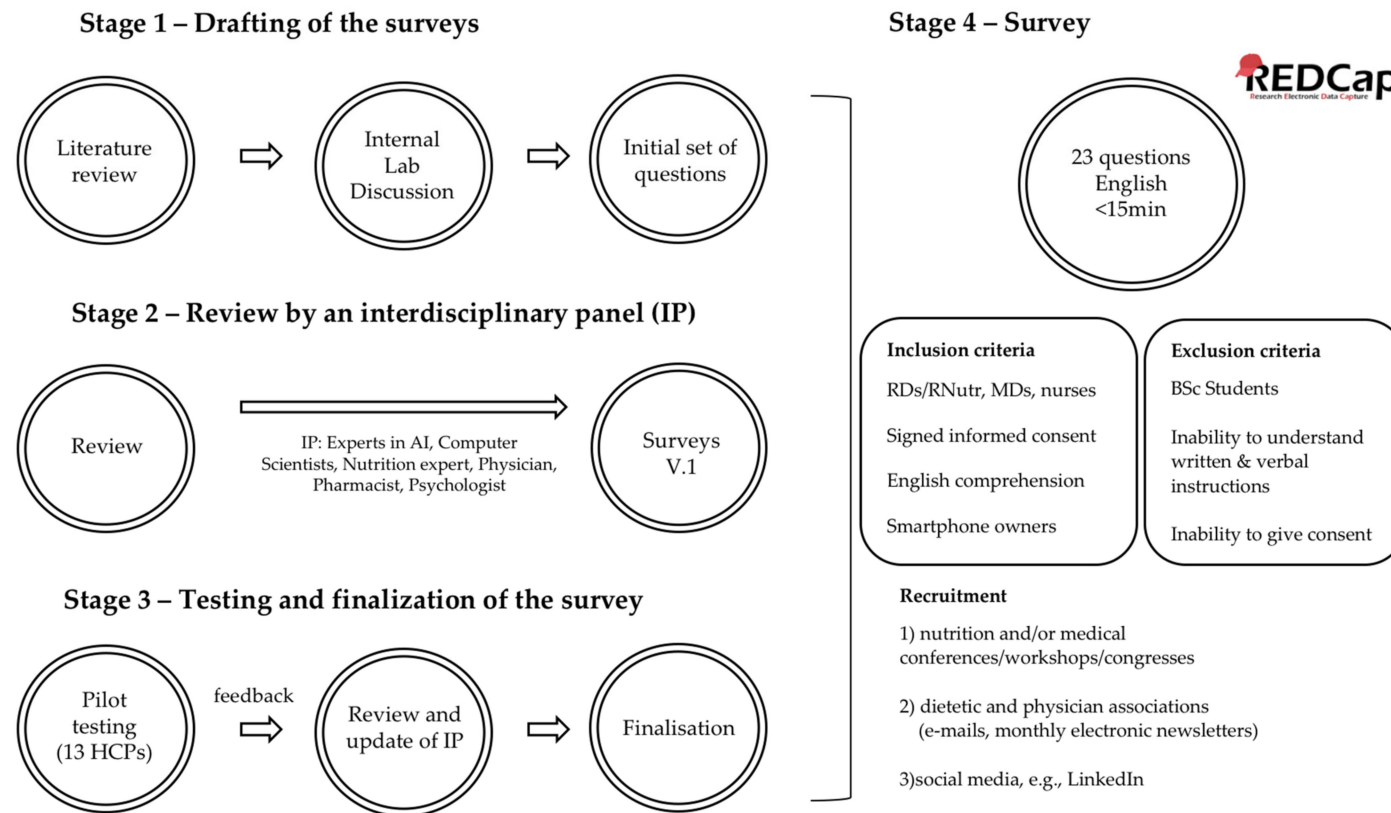 Stage 1 – Drafting of the surveys
Literature
review
Internal
Lab
Discussion
Initial set of
questions
Stage 2 – Review by an interdisciplinary panel (IP)
Review
IP: Experts in AI, Computer
Scientists, Nutrition expert, Physician,
Pharmacist, Psychologist
Surveys
V.1
Stage 3 – Testing and finalization of the survey
Pilot
testing
(13 HCPs)
feedback
Review and
update of IP
Finalisation
Stage 4 – Survey
REDCap
Research Electronic Data Capture
23 questions
English
<15min
Inclusion criteria
RDs/RNutr, MDs, nurses
Signed informed consent
English comprehension
Smartphone owners
Exclusion criteria
BSc Students
Inability to understand
written & verbal
instructions
Inability to give consent
Recruitment
1) nutrition and/or medical
conferences/workshops/congresses
2) dietetic and physician associations
(e-mails, monthly electronic newsletters)
3)social media, e.g., LinkedIn